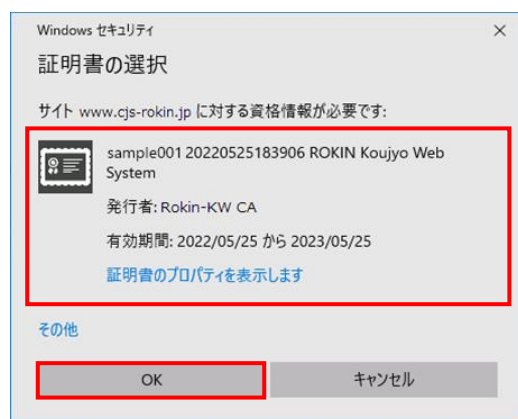 Windows セキュリティ
証明書の選択
サイト www.cjs-rokin.jp に対する資格情報が必要です:
sample001 20220525183906 ROKIN Koujyo Web
System
発行者: Rokin-KW CA
有効期間: 2022/05/25 から 2023/05/25
証明書のプロパティを表示します
その他
OK
キャンセル